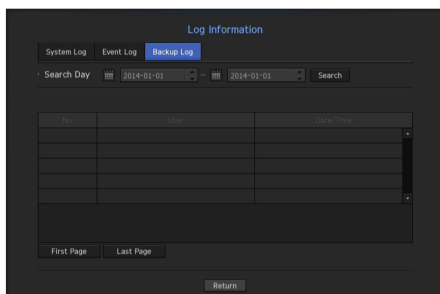 Log Information
System Log Event Log Backup Log
Search Day 2014-01-01 – 2014-01-01 Search
No. User Date/Time
First Page Last Page
Return